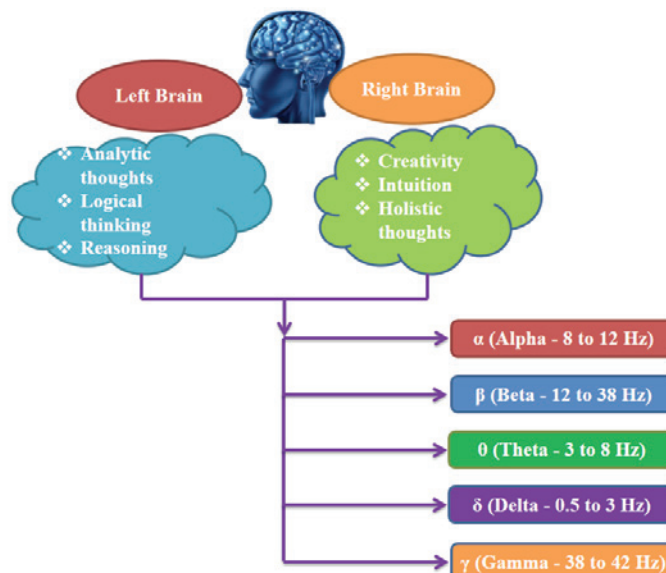 Left Brain
Right Brain
❖ Analytic
thoughts
❖ Logical
thinking
❖ Reasoning
❖ Creativity
❖ Intuition
❖ Holistic
thoughts
α (Alpha - 8 to 12 Hz)
β (Beta - 12 to 38 Hz)
θ (Theta - 3 to 8 Hz)
δ (Delta - 0.5 to 3 Hz)
γ (Gamma - 38 to 42 Hz)